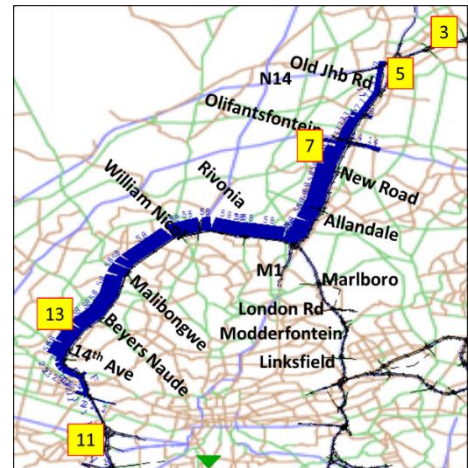 3
Old Jhb Rd
5
N14
Olifantsfontein
7
New Road
Rivonia
William Nicol
Allandale
M1
Marlboro
Malibongwe
London Rd
13
Beyers Naude
Modderfontein
14th Ave
Linksfield
11